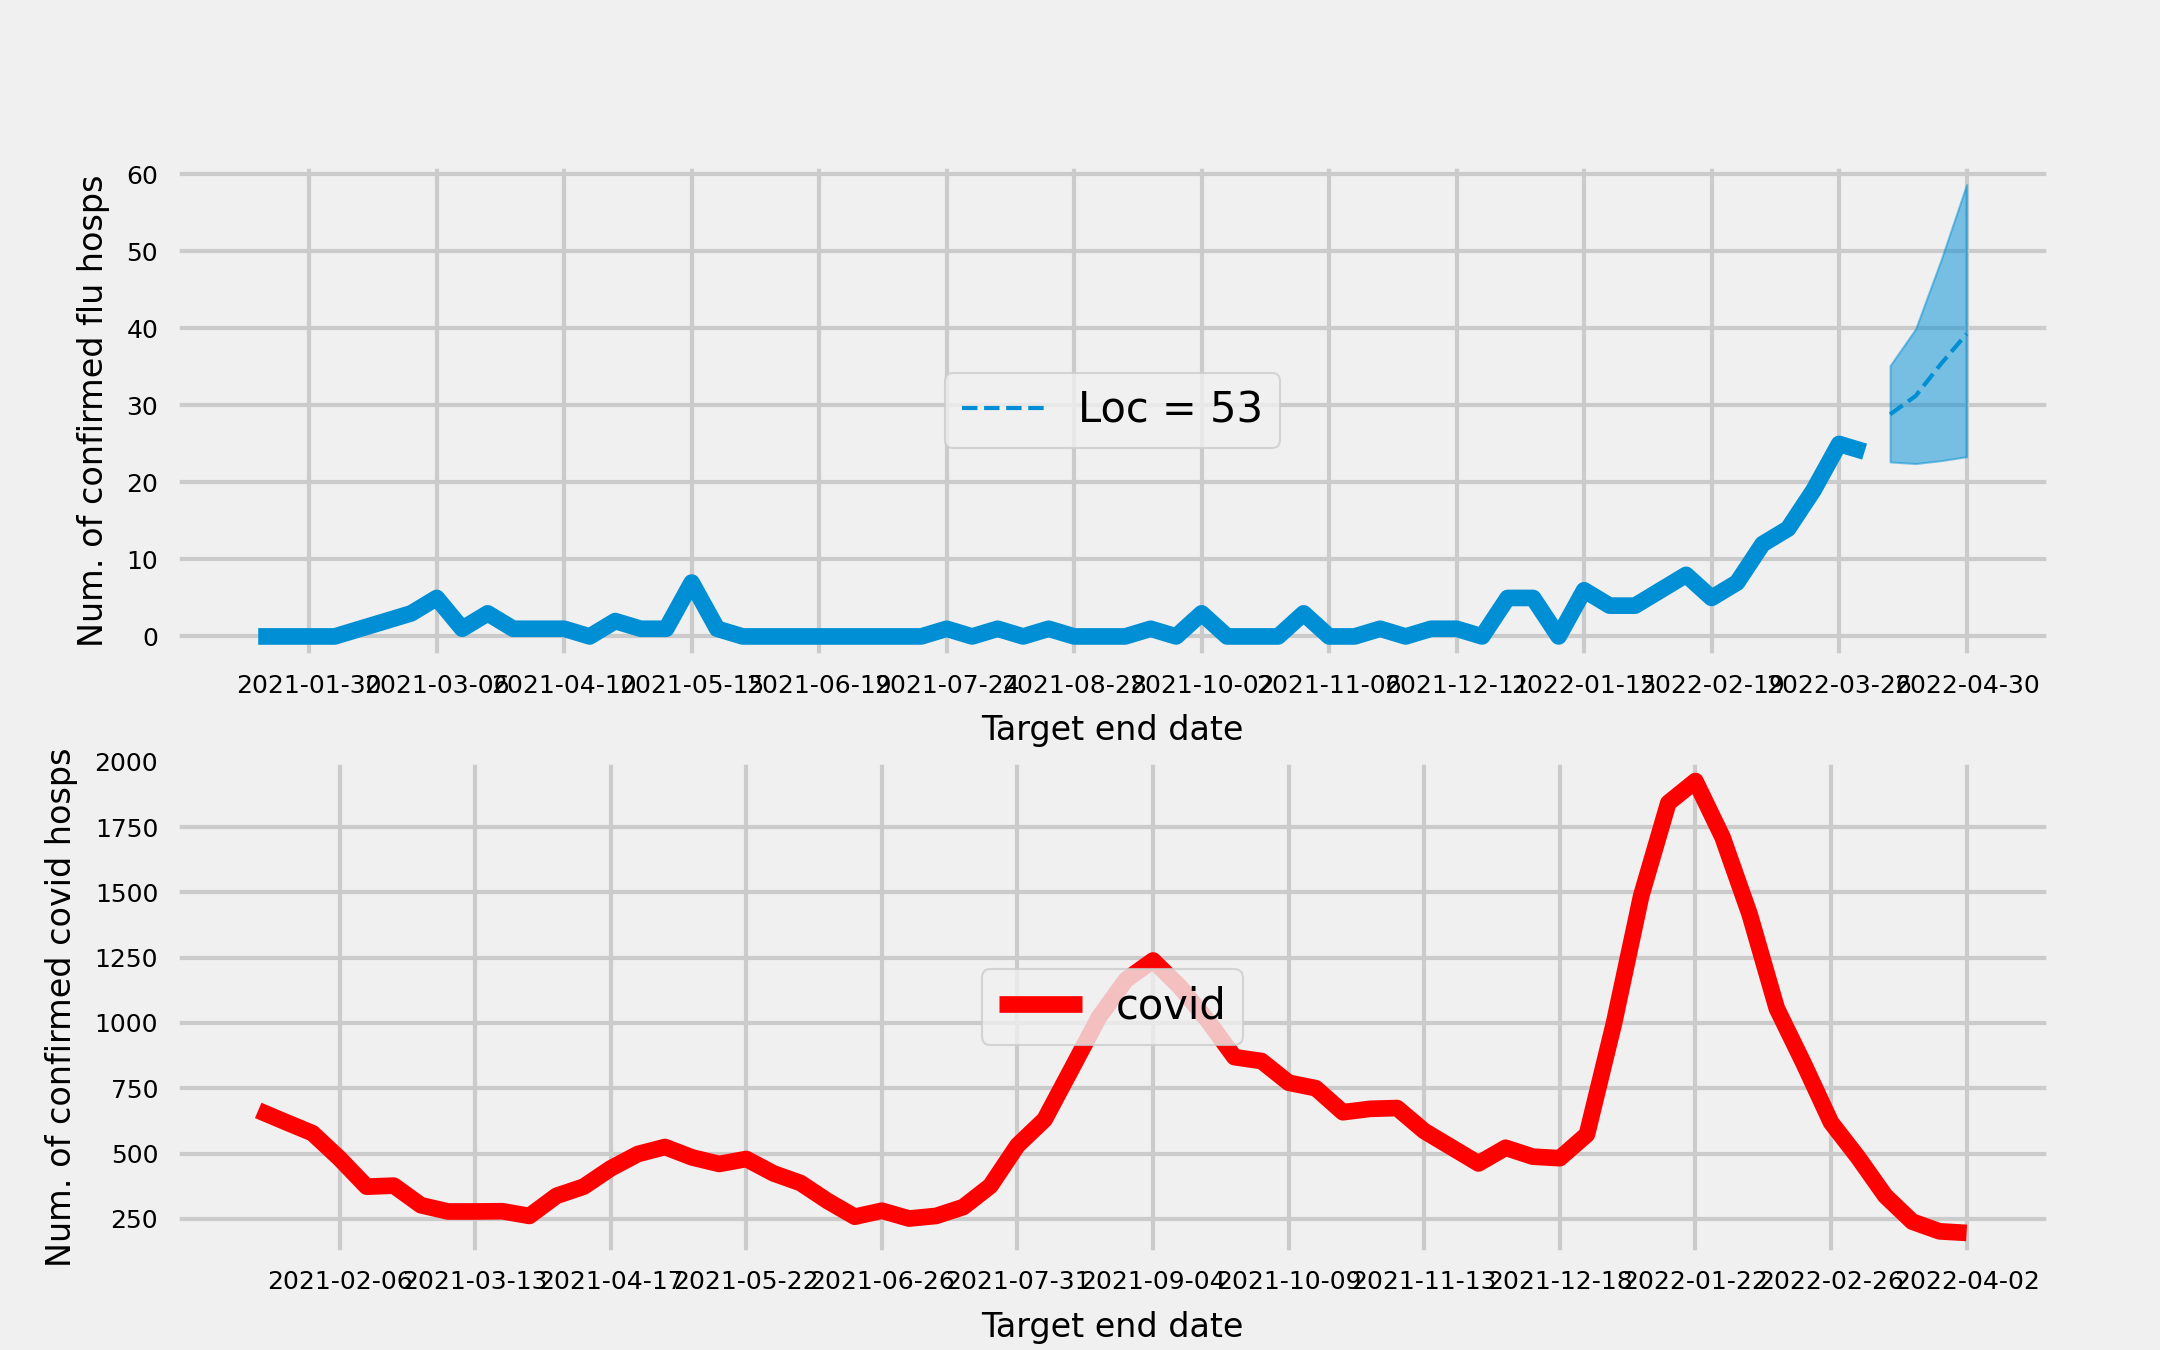 Num. of confirmed flu hosps
60
50
40
30
20
10
0
Loc = 53
2021-01-30 2021-03-06 2021-04-10 2021-05-15 2021-06-19 2021-07-24 2021-08-28 2021-10-02 2021-11-06 2021-12-11 2022-01-15 2022-02-19 2022-03-26 2022-04-30
Target end date
Num. of confirmed covid hosps
2000
1750
1500
1250
1000
750
500
250
covid
2021-02-06 2021-03-13 2021-04-17 2021-05-22 2021-06-26 2021-07-31 2021-09-04 2021-10-09 2021-11-13 2021-12-18 2022-01-22 2022-02-26 2022-04-02
Target end date